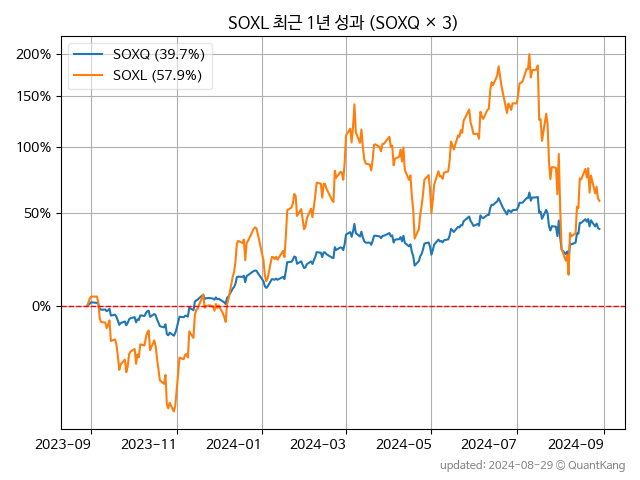 SOXL 최근 1년 성과 (SOXQ × 3)
SOXQ (39.7%)
SOXL (57.9%)
200%
150%
100%
50%
0%
2023-09 2023-11 2024-01 2024-03 2024-05 2024-07 2024-09
updated: 2024-08-29 © QuantKang